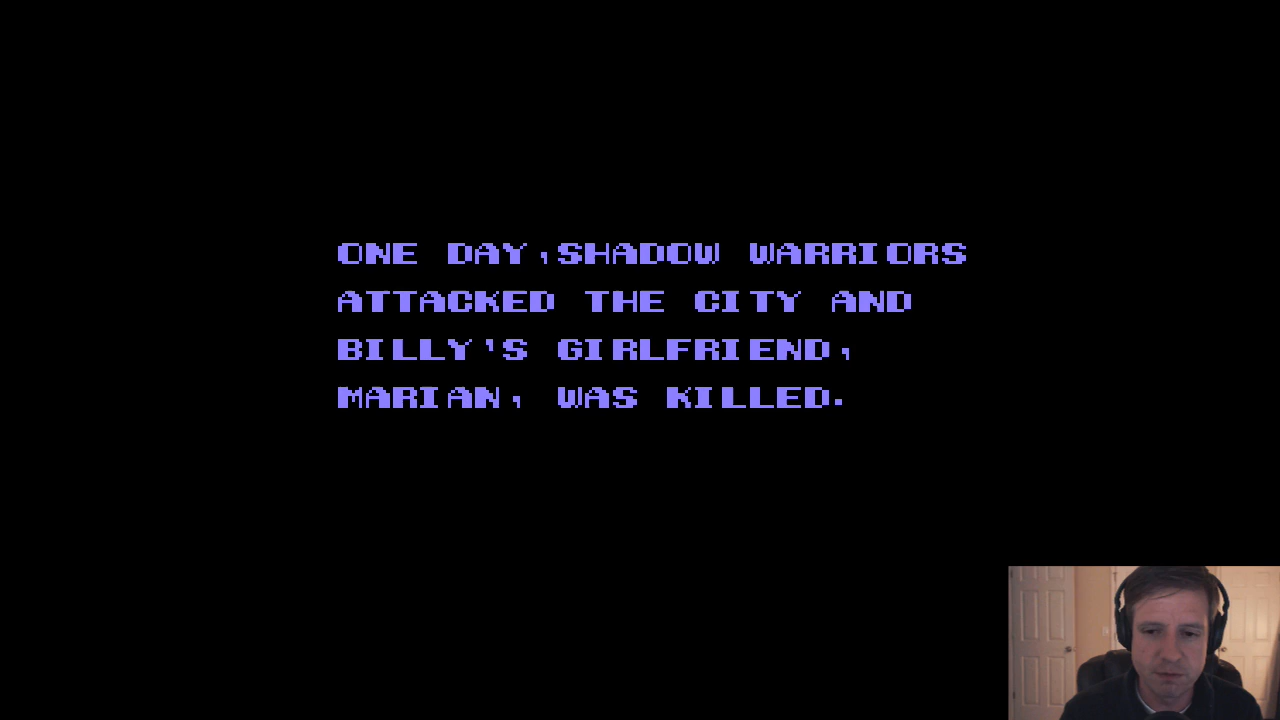 ONE DAY,SHADOW WARRIORS
ATTACKED THE CITY AND
BILLY'S GIRLFRIEND,
MARIAN, WAS KILLED.